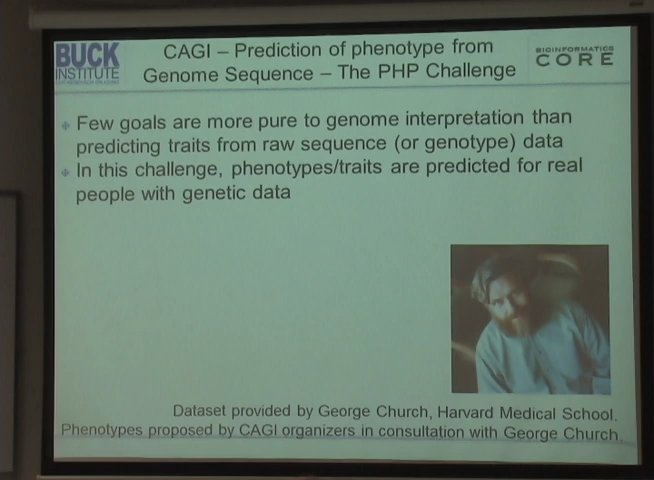 BUCK
INSTITUTE
CAGI – Prediction of phenotype from
Genome Sequence – The PHP Challenge
BIOINFORMATICS
CORE
Few goals are more pure to genome interpretation than
predicting traits from raw sequence (or genotype) data
In this challenge, phenotypes/traits are predicted for real
people with genetic data
Dataset provided by George Church, Harvard Medical School.
Phenotypes proposed by CAGI organizers in consultation with George Church.